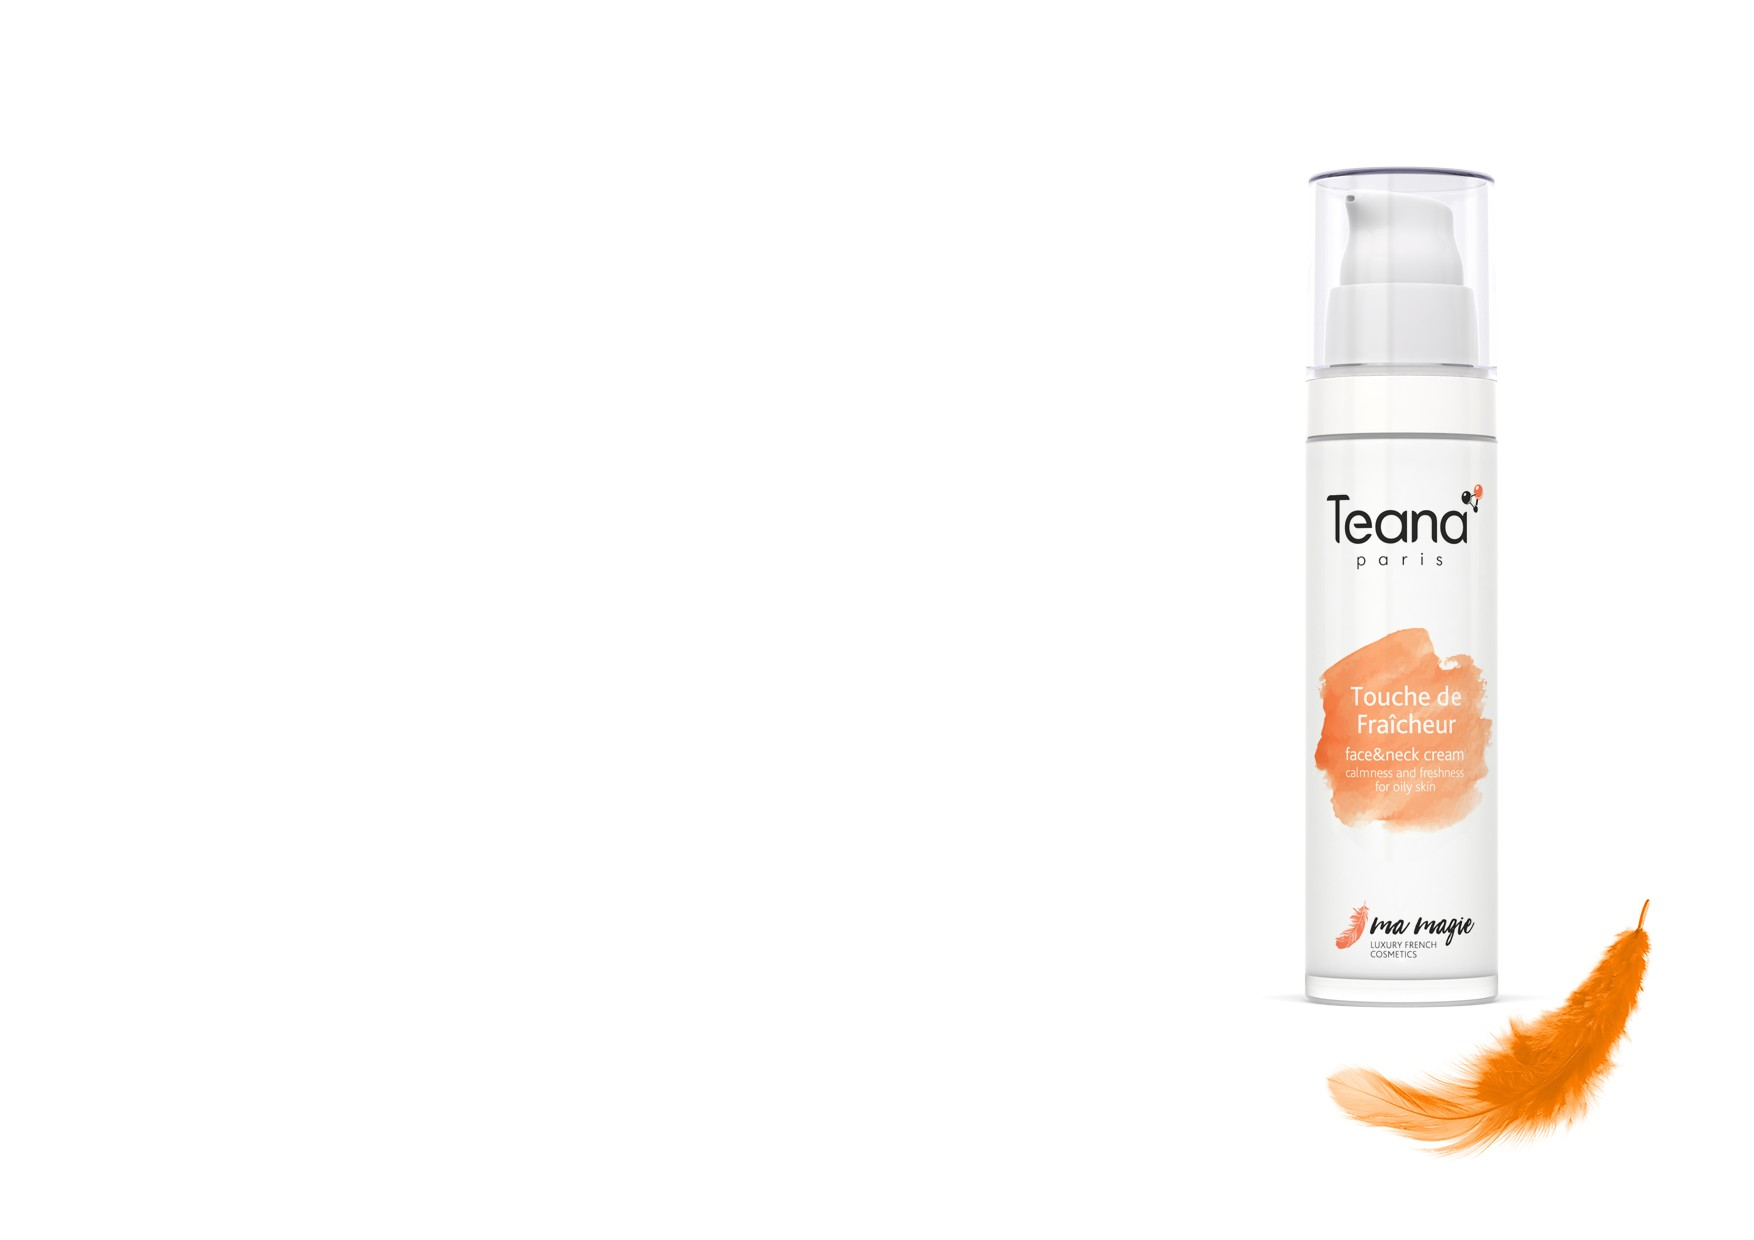 Teana
paris
Touche de
Fraîcheur
face&neck cream
calmness and freshness
for oily skin
ma magie
LUXURY FRENCH
COSMETICS